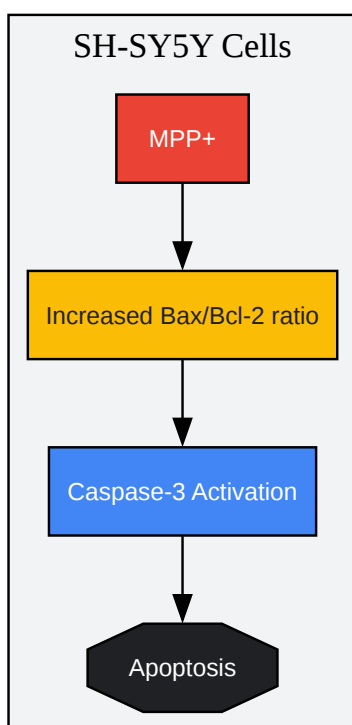 SH-SY5Y Cells
MPP+
Increased Bax/Bcl-2 ratio
Caspase-3 Activation
Apoptosis